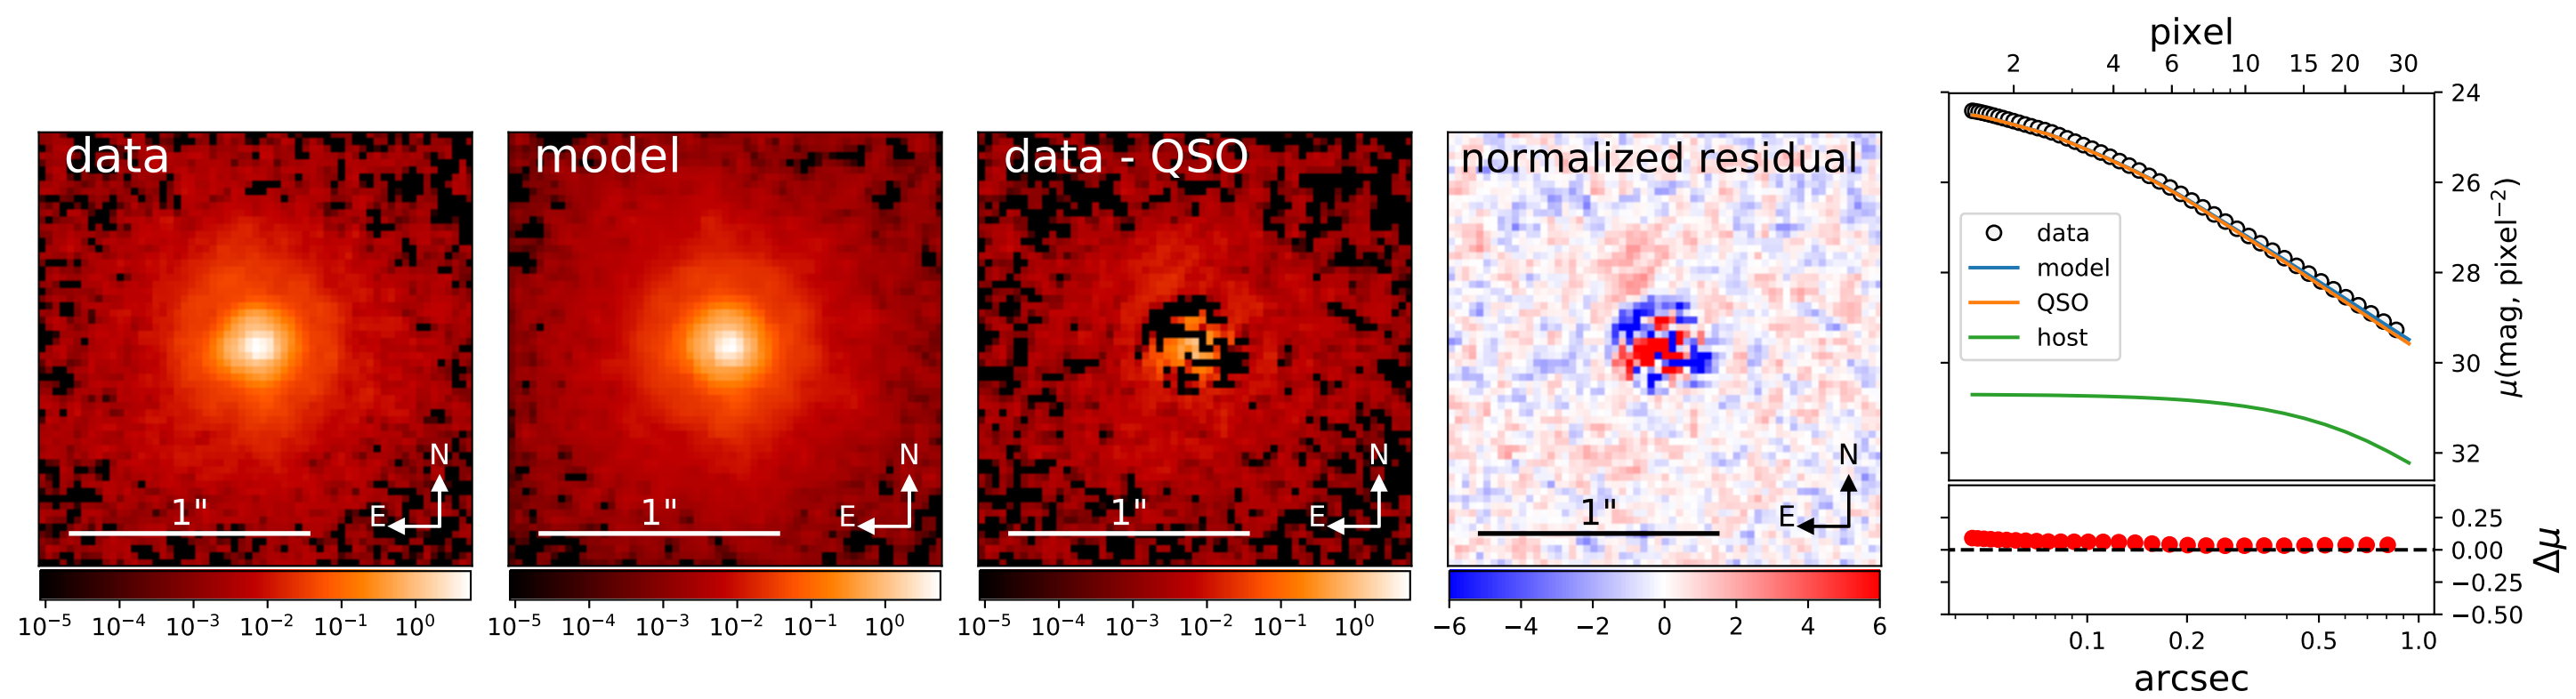 data
N
E
1"
10⁻⁵ 10⁻⁴ 10⁻³ 10⁻² 10⁻¹ 10⁰
model
N
E
1"
10⁻⁵ 10⁻⁴ 10⁻³ 10⁻² 10⁻¹ 10⁰
data - QSO
N
E
1"
10⁻⁵ 10⁻⁴ 10⁻³ 10⁻² 10⁻¹ 10⁰
normalized residual
N
E
1"
−6 −4 −2 0 2 4 6
pixel
2 4 6 10 15 20 30
24
26
28
30
32
μ(mag, pixel⁻²)
data
model
QSO
host
0.25
0.00
−0.25
−0.50
Δμ
0.1 0.2 0.5 1.0
arcsec